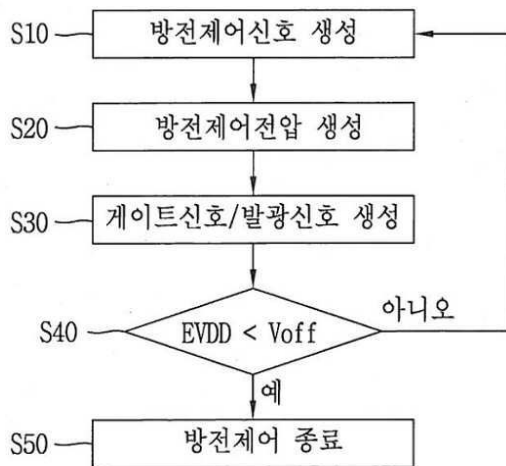 S10 방전제어신호 생성
S20 방전제어전압 생성
S30 게이트신호/발광신호 생성
S40 EVDD < Voff 아니오
예
S50 방전제어 종료